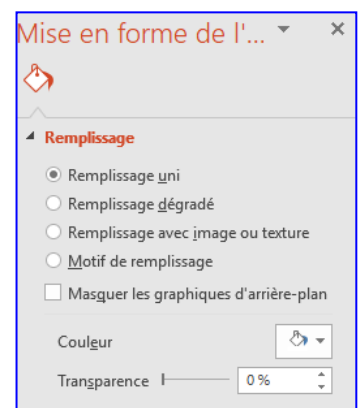 Mise en forme de l'...
Remplissage
Remplissage uni
Remplissage dégradé
Remplissage avec image ou texture
Motif de remplissage
Masquer les graphiques d'arrière-plan
Couleur
Transparence 0 %